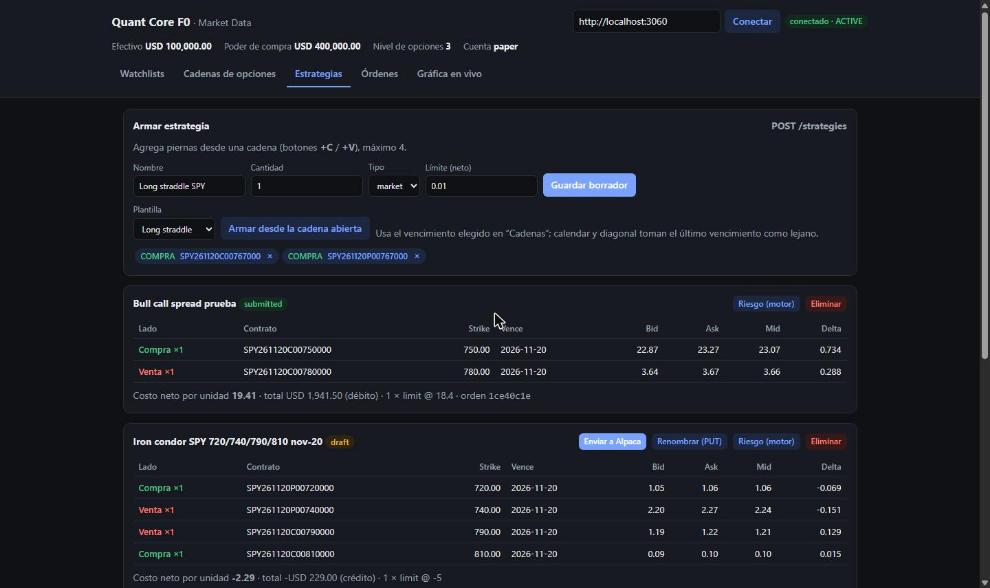 Quant Core F0 · Market Data
http://localhost:3060
Conectar
conectado · ACTIVE
Efectivo USD 100,000.00 Poder de compra USD 400,000.00 Nivel de opciones 3 Cuenta paper
Watchlists Cadenas de opciones Estrategias Órdenes Gráfica en vivo
Armar estrategia POST /strategies
Agrega piernas desde una cadena (botones +C / +V), máximo 4.
Nombre Cantidad Tipo Límite (neto)
Long straddle SPY 1 market 0.01 Guardar borrador
Plantilla
Long straddle Armar desde la cadena abierta Usa el vencimiento elegido en "Cadenas"; calendar y diagonal toman el último vencimiento como lejano.
COMPRA SPY261120C00767000 × COMPRA SPY261120P00767000 ×
Bull call spread prueba submitted Riesgo (motor) Eliminar
Lado Contrato Strike Vence Bid Ask Mid Delta
Compra ×1 SPY261120C00750000 750.00 2026-11-20 22.87 23.27 23.07 0.734
Venta ×1 SPY261120C00780000 780.00 2026-11-20 3.64 3.67 3.66 0.288
Costo neto por unidad 19.41 · total USD 1,941.50 (débito) · 1 × limit @ 18.4 · orden 1ce40c1e
Iron condor SPY 720/740/790/810 nov-20 draft Enviar a Alpaca Renombrar (PUT) Riesgo (motor) Eliminar
Lado Contrato Strike Vence Bid Ask Mid Delta
Compra ×1 SPY261120P00720000 720.00 2026-11-20 1.05 1.06 1.06 -0.069
Venta ×1 SPY261120P00740000 740.00 2026-11-20 2.20 2.27 2.24 -0.151
Venta ×1 SPY261120C00790000 790.00 2026-11-20 1.19 1.22 1.21 0.129
Compra ×1 SPY261120C00810000 810.00 2026-11-20 0.09 0.10 0.10 0.015
Costo neto por unidad -2.29 · total -USD 229.00 (crédito) · 1 × limit @ -5